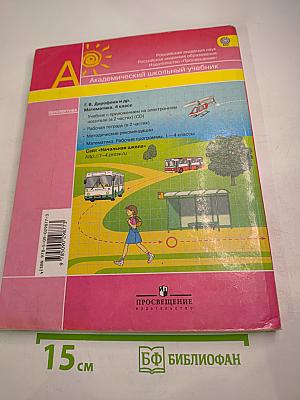 Российская академия наук
Российская академия образования
Издательство «Просвещение»
А
Академический школьный учебник
ПЕРСПЕКТИВА
Г. В. Дорофеев и др.
Математика. 4 класс
Учебник с приложением на электронном
носителе (в 2 частях) (CD)
• Рабочая тетрадь (в 2 частях)
• Методические рекомендации
• Математика. Рабочие программы. 1—4 классы
Сайт «Начальная школа»
http://1-4.prosv.ru
ПРОСВЕЩЕНИЕ
ИЗДАТЕЛЬСТВО
15 см
БФ БИБЛИОФАН